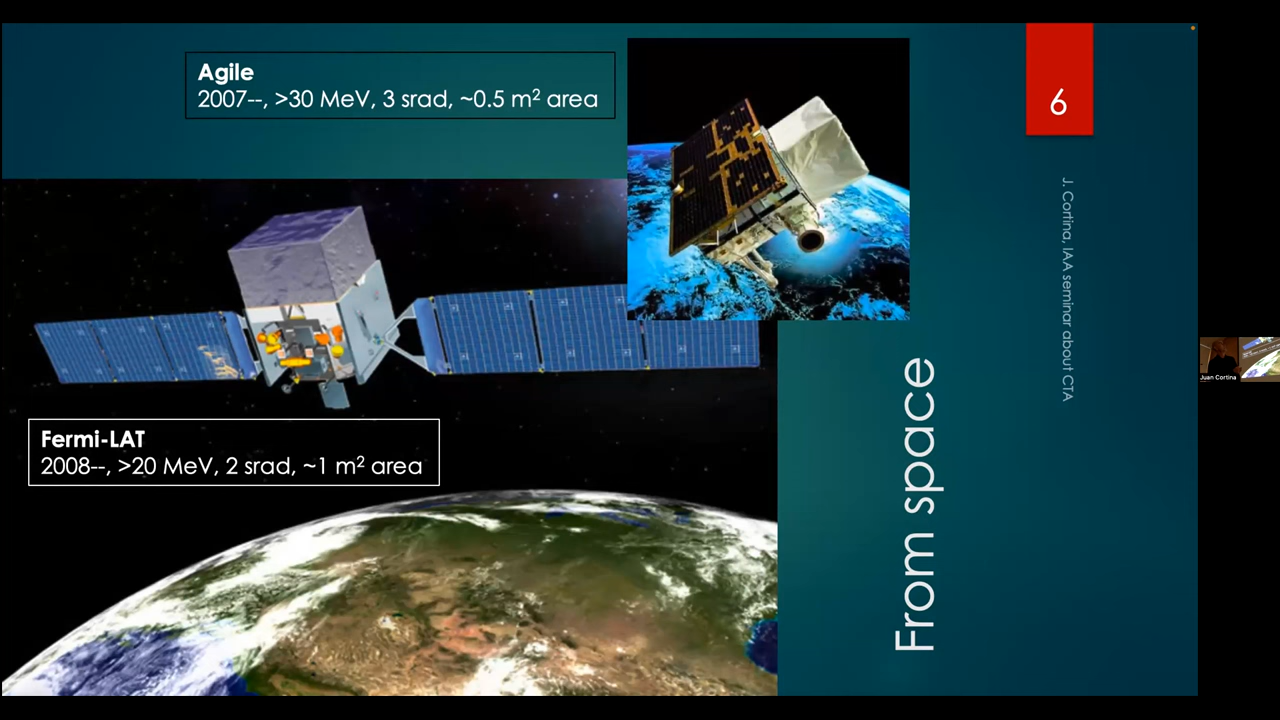 Agile
2007--, >30 MeV, 3 srad, ~0.5 m² area
6
J. Cortina, IAA seminar about CTA
From space
Fermi-LAT
2008--, >20 MeV, 2 srad, ~1 m² area
Juan Cortina